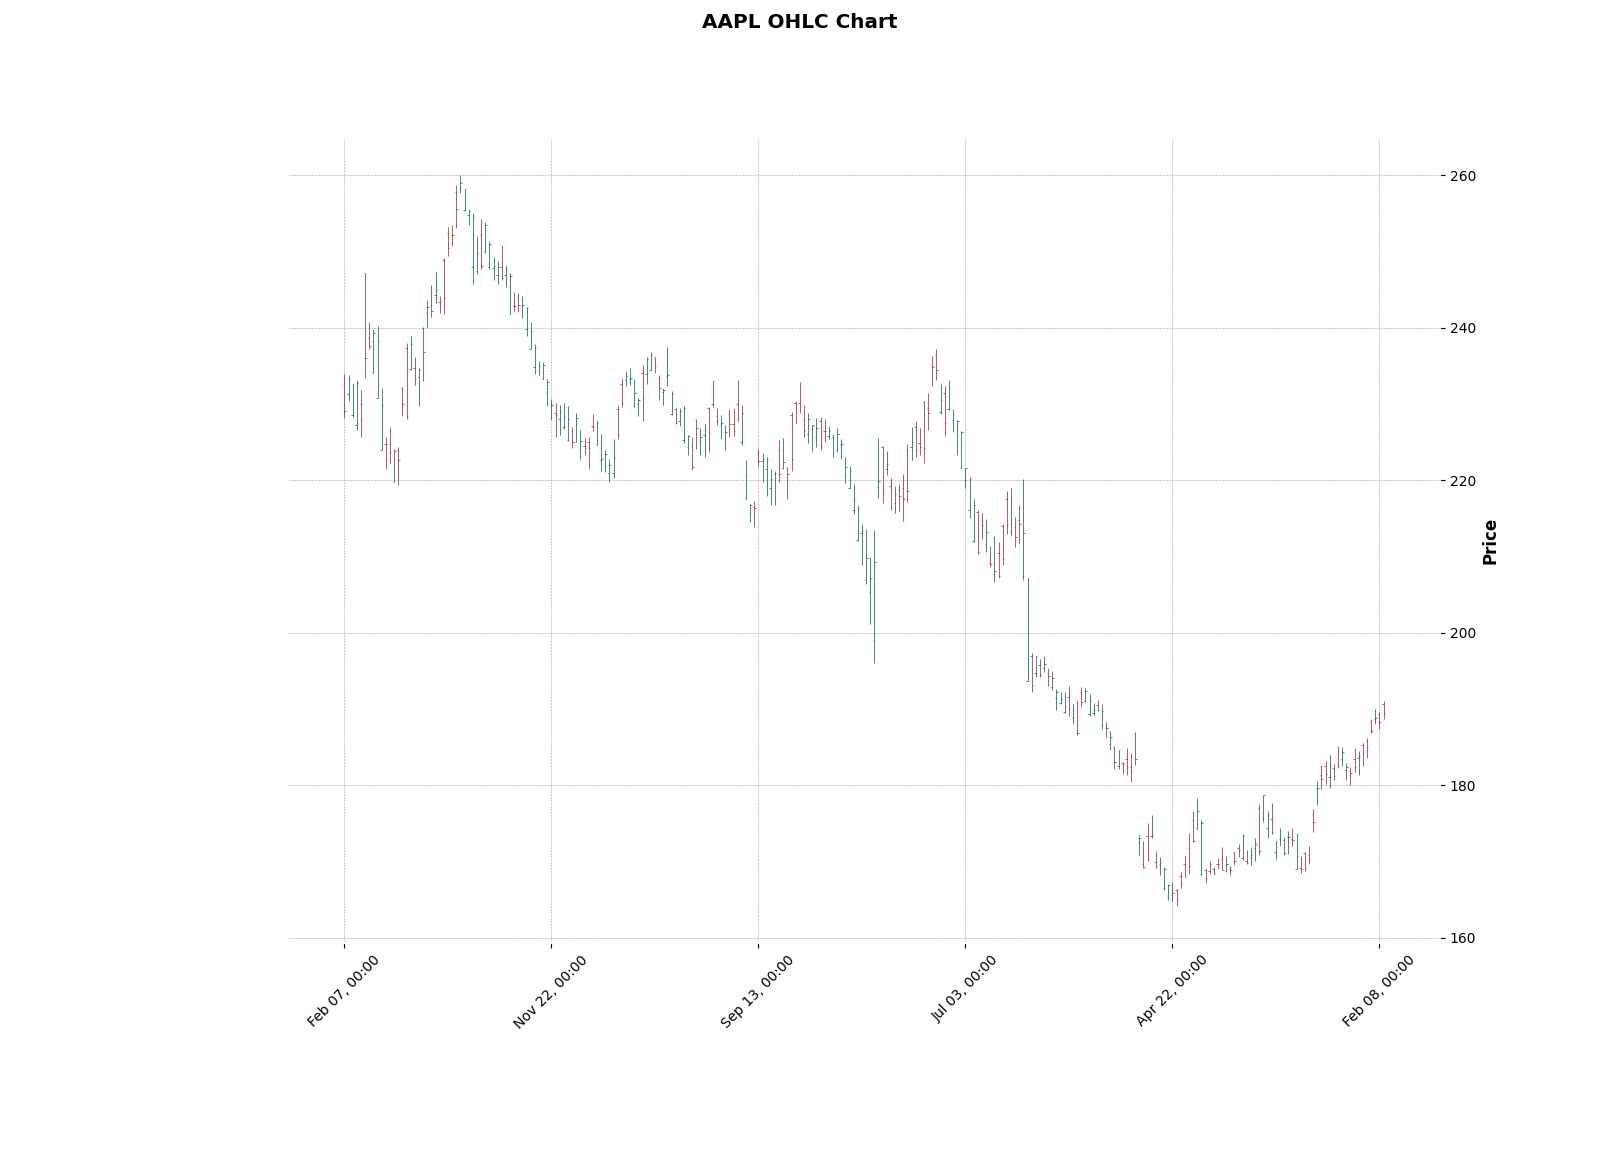 AAPL OHLC Chart
260
240
220
200
180
160
Price
Feb 07, 00:00
Nov 22, 00:00
Sep 13, 00:00
Jul 03, 00:00
Apr 22, 00:00
Feb 08, 00:00